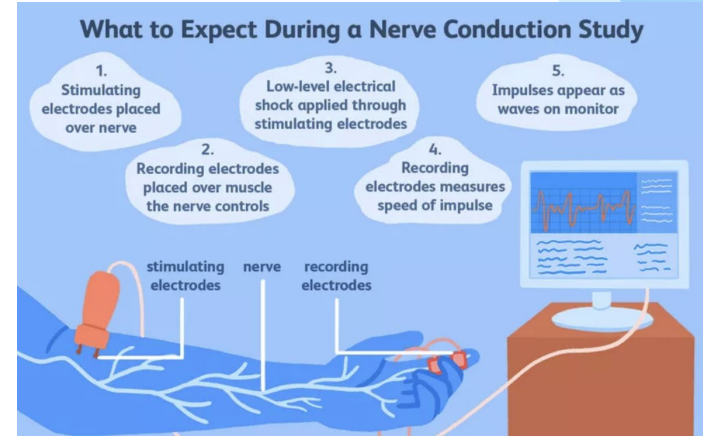 What to Expect During a Nerve Conduction Study
1.
Stimulating
electrodes placed
over nerve
2.
Recording electrodes
placed over muscle
the nerve controls
3.
Low-level electrical
shock applied through
stimulating electrodes
4.
Recording
electrodes measures
speed of impulse
5.
Impulses appear as
waves on monitor
stimulating
electrodes
nerve
recording
electrodes